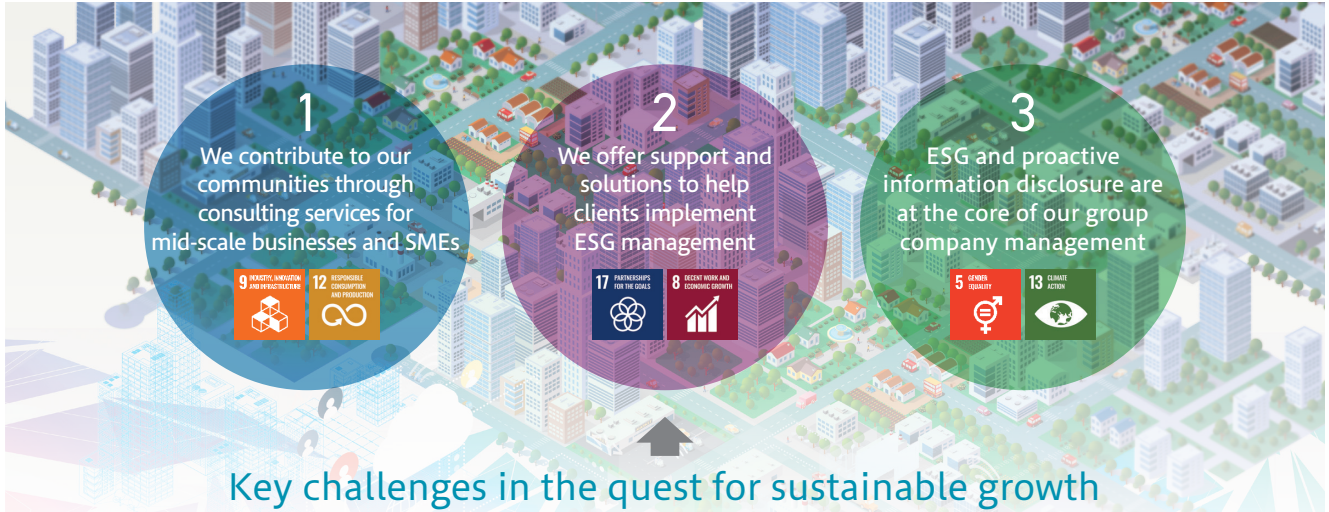 1
We contribute to our
communities through
consulting services for
mid-scale businesses and SMEs
9 INDUSTRY, INNOVATION
AND INFRASTRUCTURE
12 RESPONSIBLE
CONSUMPTION
AND PRODUCTION
2
We offer support and
solutions to help
clients implement
ESG management
17 PARTNERSHIPS
FOR THE GOALS
8 DECENT WORK AND
ECONOMIC GROWTH
3
ESG and proactive
information disclosure are
at the core of our group
company management
5 GENDER
EQUALITY
13 CLIMATE
ACTION
Key challenges in the quest for sustainable growth